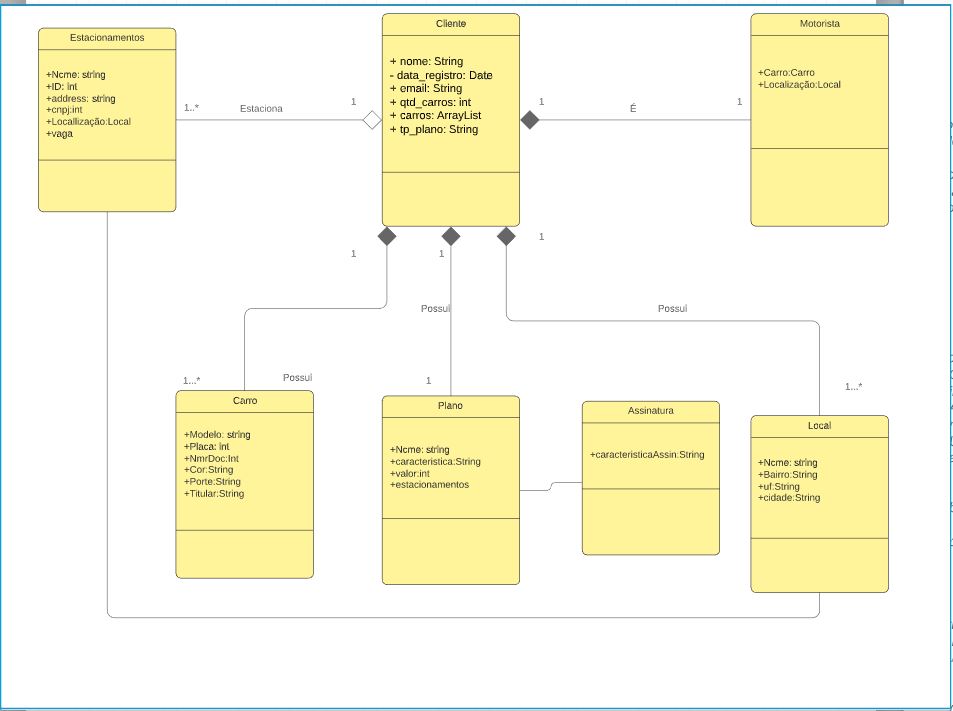 Estacionamentos
+Nome: string
+ID: int
+address: string
+cnpj:int
+Locallização:Local
+vaga
1..*
Estaciona
1
Cliente
+ nome: String
- data_registro: Date
+ email: String
+ qtd_carros: int
+ carros: ArrayList
+ tp_plano: String
1
É
1
Motorista
+Carro:Carro
+Localização:Local
1
1
1
Possui
Possui
1...*
Possui
1
1...*
Carro
+Modelo: string
+Placa: int
+NmrDoc:Int
+Cor:String
+Porte:String
+Titular:String
Plano
+Nome: string
+caracteristica:String
+valor:int
+estacionamentos
Assinatura
+caracteristicaAssin:String
Local
+Nome: string
+Bairro:String
+uf:String
+cidade:String